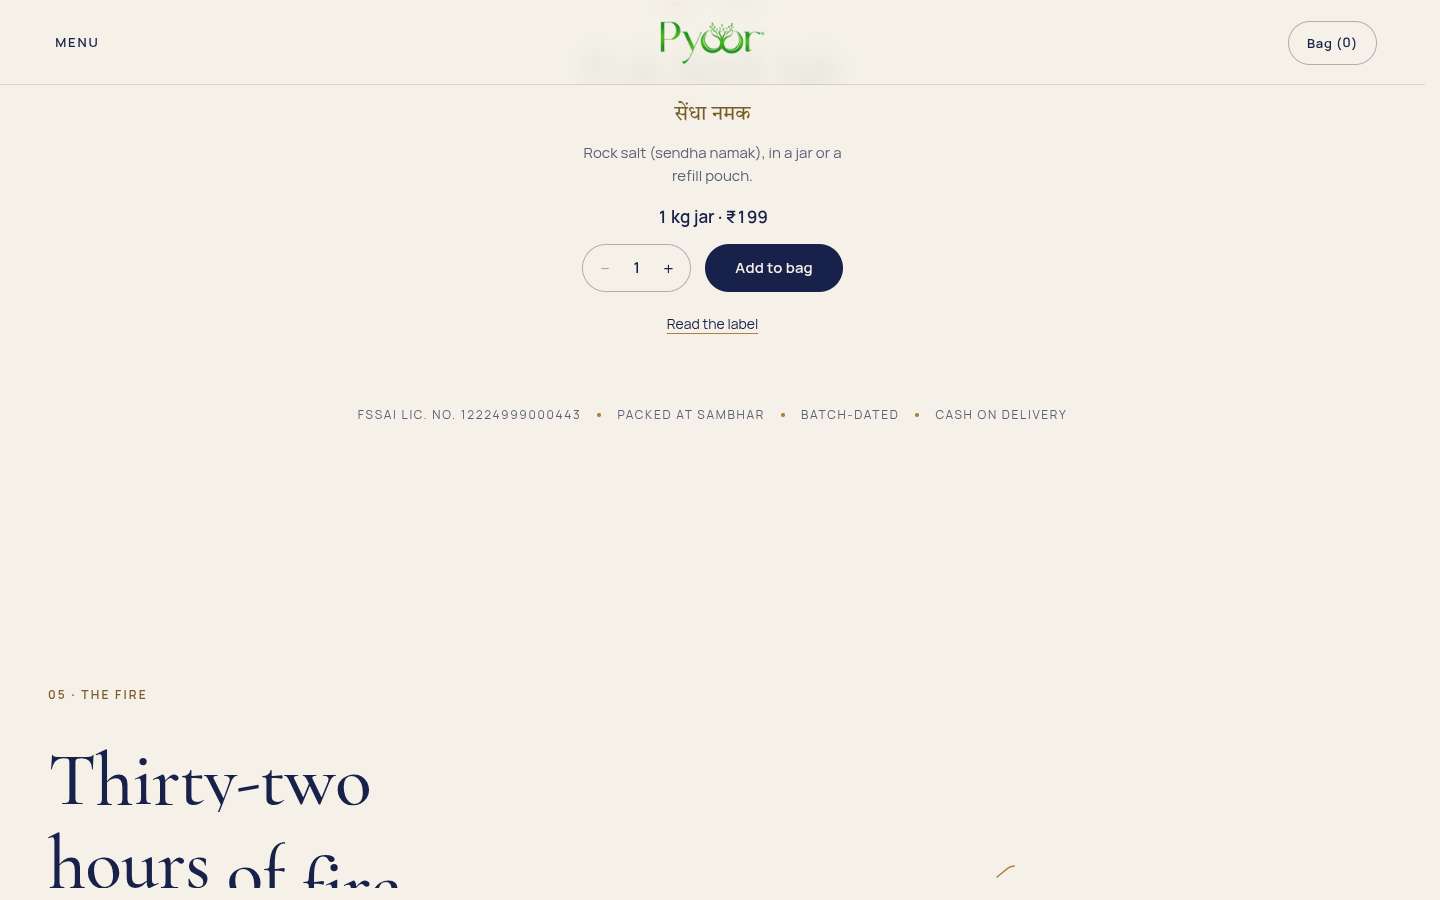 MENU
Pyoor
Bag (0)
सेंधा नमक
Rock salt (sendha namak), in a jar or a
refill pouch.
1 kg jar · ₹199
− 1 + Add to bag
Read the label
FSSAI LIC. NO. 12224999000443 • PACKED AT SAMBHAR • BATCH-DATED • CASH ON DELIVERY
05 · THE FIRE
Thirty-two
hours of fire